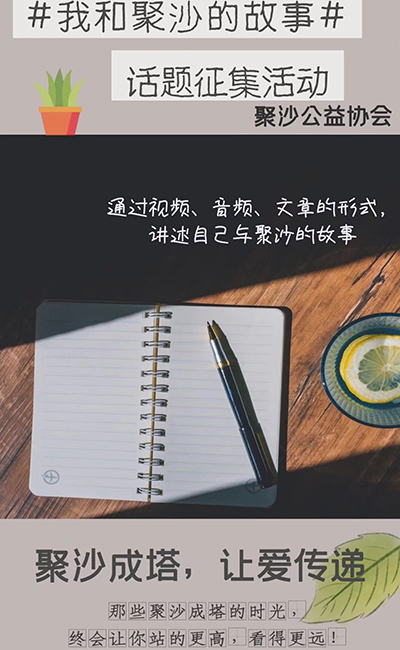 #我和聚沙的故事#
话题征集活动
聚沙公益协会
通过视频、音频、文章的形式,
讲述自己与聚沙的故事
聚沙成塔，让爱传递
那些聚沙成塔的时光，
终会让你站的更高，看得更远！